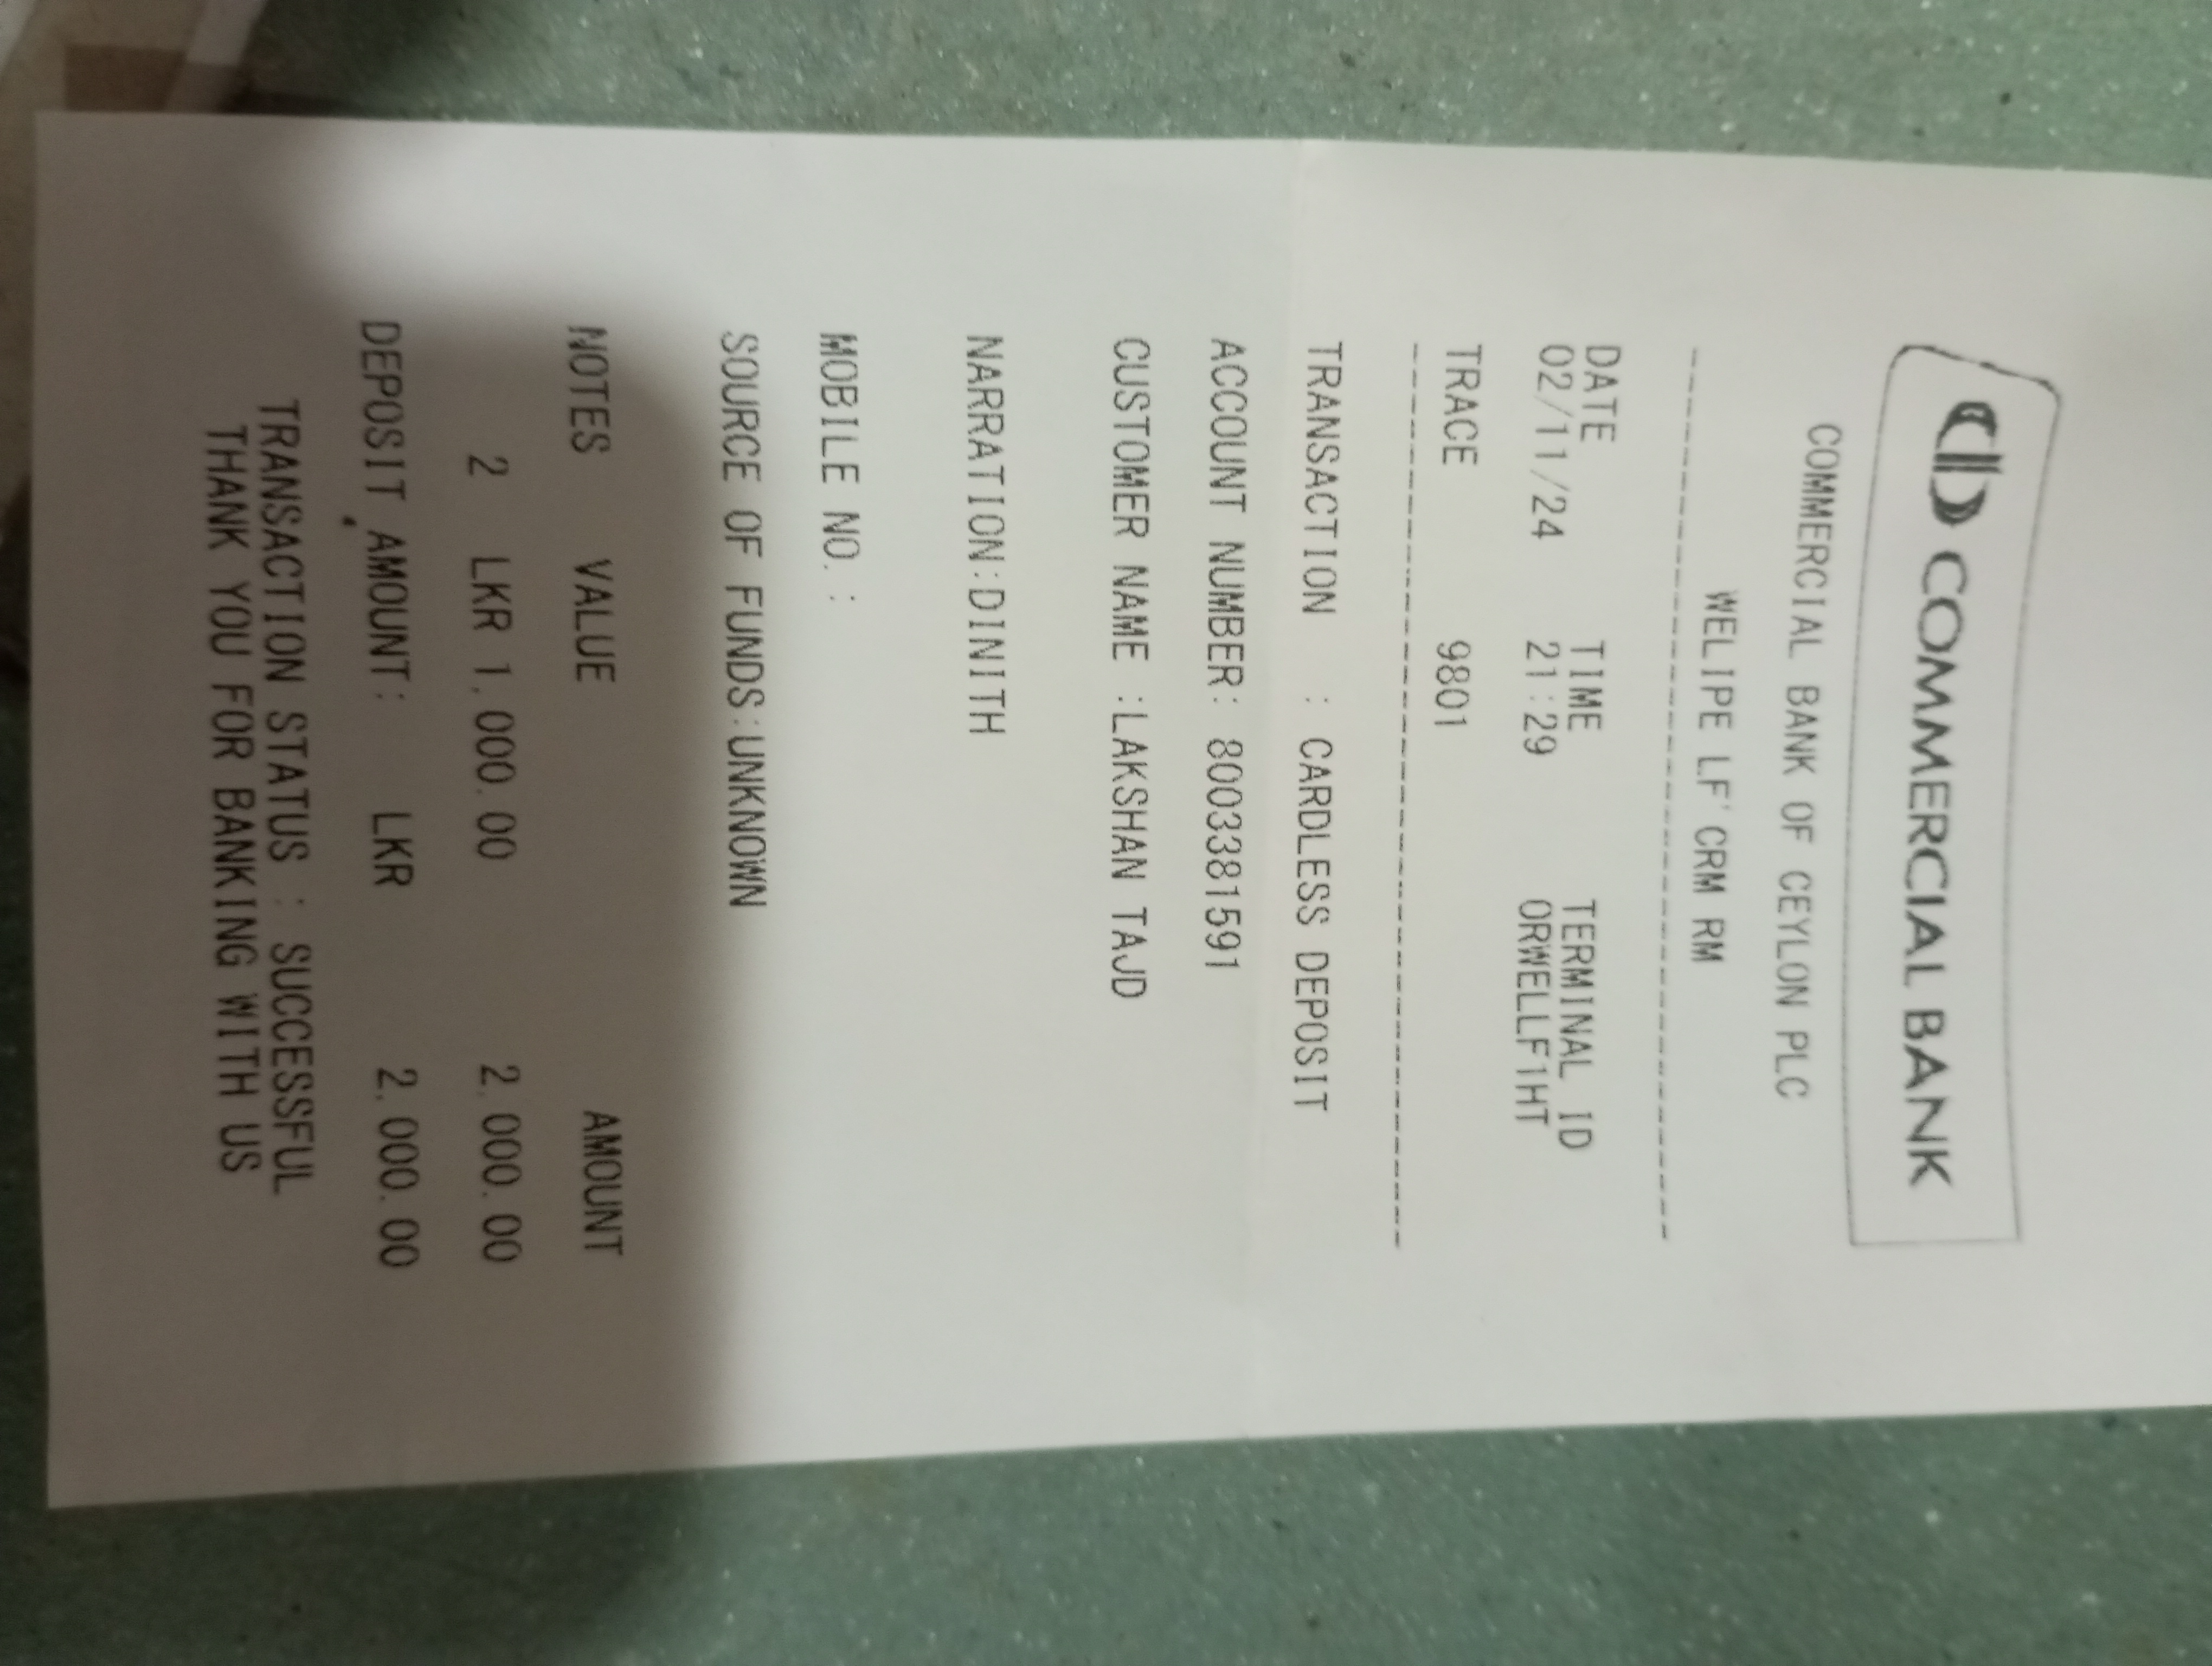 COMMERCIAL BANK
COMMERCIAL BANK OF CEYLON PLC
WELIPE LF'CRM RM
DATE TIME TERMINAL ID
02/11/24 21:29 ORWELLF1HT
TRACE 9801
TRANSACTION : CARDLESS DEPOSIT
ACCOUNT NUMBER: 8003381591
CUSTOMER NAME :LAKSHAN TAJD
NARRATION:DINITH
MOBILE NO. :
SOURCE OF FUNDS:UNKNOWN
NOTES VALUE AMOUNT
2 LKR 1,000.00 2,000.00
DEPOSIT AMOUNT: LKR 2,000.00
TRANSACTION STATUS : SUCCESSFUL
THANK YOU FOR BANKING WITH US